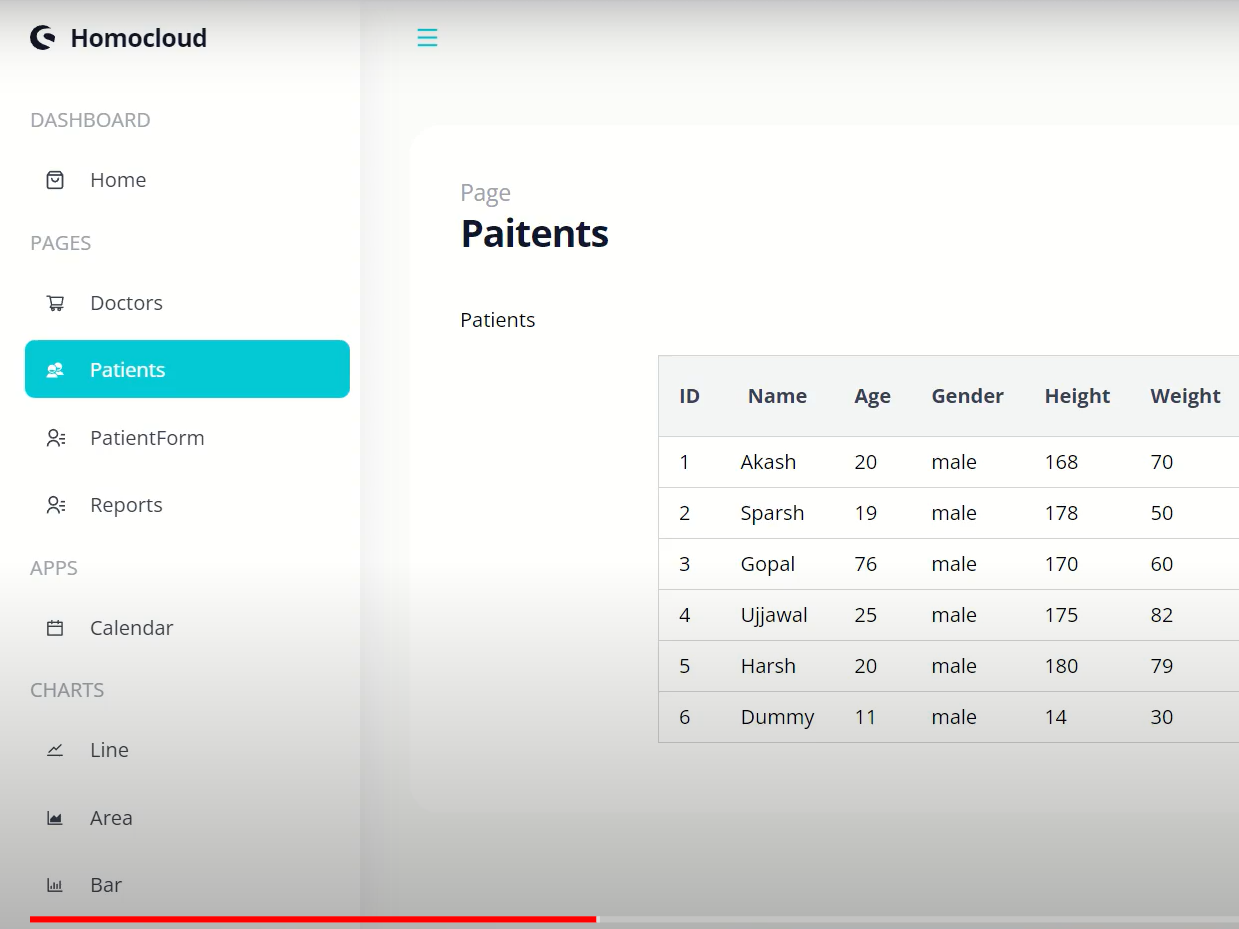 Homocloud
DASHBOARD
Home
PAGES
Doctors
Patients
PatientForm
Reports
APPS
Calendar
CHARTS
Line
Area
Bar
Page
Paitents
Patients
ID Name Age Gender Height Weight
1 Akash 20 male 168 70
2 Sparsh 19 male 178 50
3 Gopal 76 male 170 60
4 Ujjawal 25 male 175 82
5 Harsh 20 male 180 79
6 Dummy 11 male 14 30